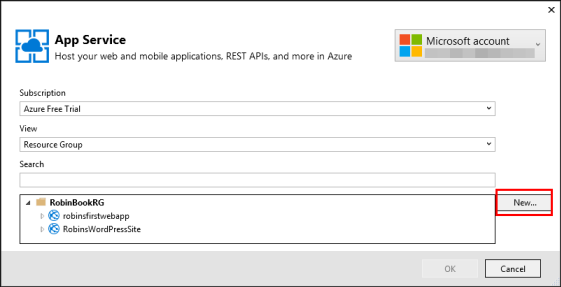 App Service
Host your web and mobile applications, REST APIs, and more in Azure
Microsoft account
Subscription
Azure Free Trial
View
Resource Group
Search
RobinBookRG
robinsfirstwebapp
RobinsWordPressSite
New...
OK
Cancel